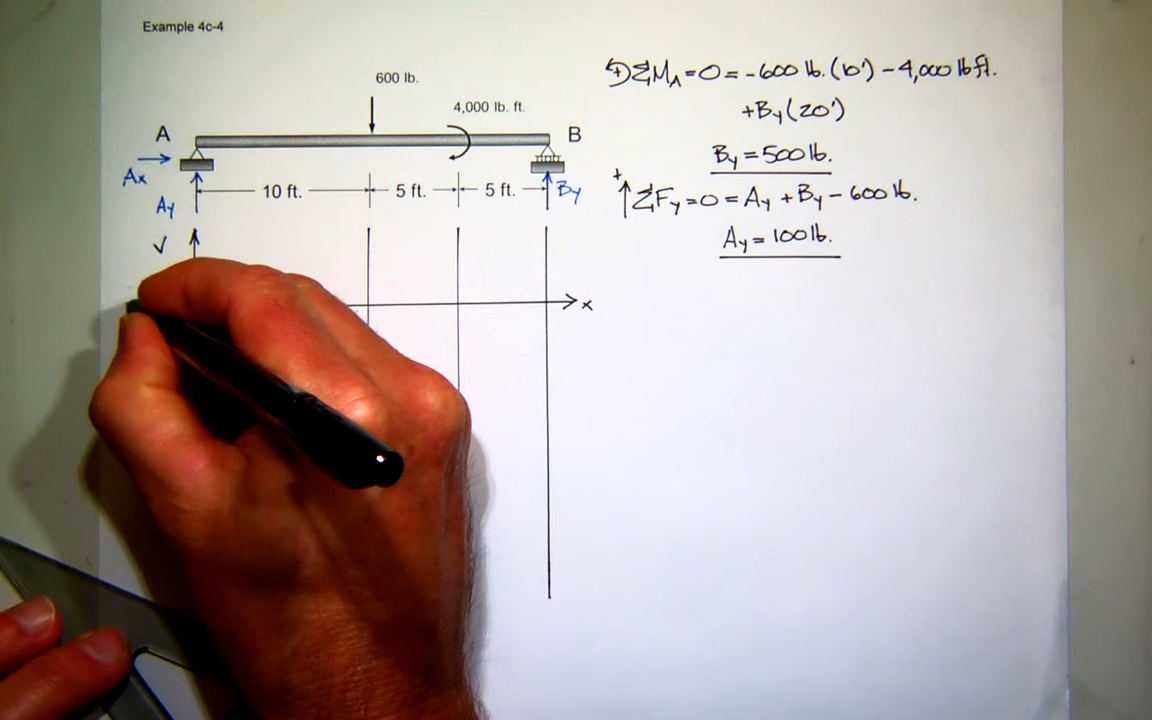 Example 4c-4
600 lb.
4,000 lb. ft.
A
B
Ax
Ay
10 ft.
5 ft.
5 ft.
By
V
x
+ΣM_A = 0 = -600 lb. (10') - 4,000 lb ft.
+By (20')
By = 500 lb.
+↑ΣFy = 0 = Ay + By - 600 lb.
Ay = 100 lb.